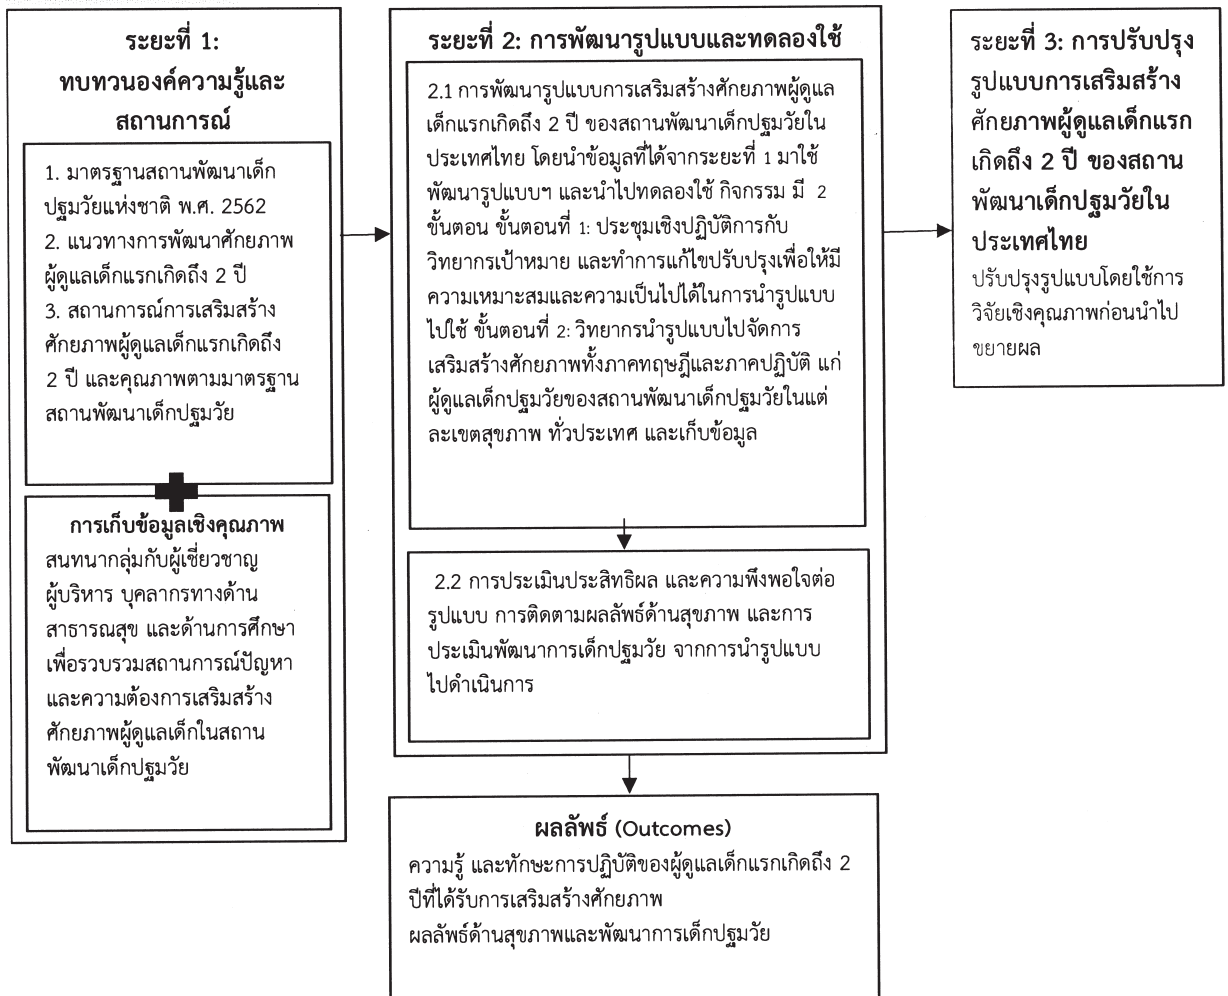 ระยะที่ 1:
ทบทวนองค์ความรู้และ
สถานการณ์
1. มาตรฐานสถานพัฒนาเด็ก
ปฐมวัยแห่งชาติ พ.ศ. 2562
2. แนวทางการพัฒนาศักยภาพ
ผู้ดูแลเด็กแรกเกิดถึง 2 ปี
3. สถานการณ์การเสริมสร้าง
ศักยภาพผู้ดูแลเด็กแรกเกิดถึง
2 ปี และคุณภาพตามมาตรฐาน
สถานพัฒนาเด็กปฐมวัย
การเก็บข้อมูลเชิงคุณภาพ
สนทนากลุ่มกับผู้เชี่ยวชาญ
ผู้บริหาร บุคลากรทางด้าน
สาธารณสุข และด้านการศึกษา
เพื่อรวบรวมสถานการณ์ปัญหา
และความต้องการเสริมสร้าง
ศักยภาพผู้ดูแลเด็กในสถาน
พัฒนาเด็กปฐมวัย
ระยะที่ 2: การพัฒนารูปแบบและทดลองใช้
2.1 การพัฒนารูปแบบการเสริมสร้างศักยภาพผู้ดูแล
เด็กแรกเกิดถึง 2 ปี ของสถานพัฒนาเด็กปฐมวัยใน
ประเทศไทย โดยนำข้อมูลที่ได้จากระยะที่ 1 มาใช้
พัฒนารูปแบบฯ และนำไปทดลองใช้ กิจกรรม มี 2
ขั้นตอน ขั้นตอนที่ 1: ประชุมเชิงปฏิบัติการกับ
วิทยากรเป้าหมาย และทำการแก้ไขปรับปรุงเพื่อให้มี
ความเหมาะสมและความเป็นไปได้ในการนำรูปแบบ
ไปใช้ ขั้นตอนที่ 2: วิทยากรนำรูปแบบไปจัดการ
เสริมสร้างศักยภาพทั้งภาคทฤษฎีและภาคปฏิบัติ แก่
ผู้ดูแลเด็กปฐมวัยของสถานพัฒนาเด็กปฐมวัยในแต่
ละเขตสุขภาพ ทั่วประเทศ และเก็บข้อมูล
2.2 การประเมินประสิทธิผล และความพึงพอใจต่อ
รูปแบบ การติดตามผลลัพธ์ด้านสุขภาพ และการ
ประเมินพัฒนาการเด็กปฐมวัย จากการนำรูปแบบ
ไปดำเนินการ
ผลลัพธ์ (Outcomes)
ความรู้ และทักษะการปฏิบัติของผู้ดูแลเด็กแรกเกิดถึง 2
ปีที่ได้รับการเสริมสร้างศักยภาพ
ผลลัพธ์ด้านสุขภาพและพัฒนาการเด็กปฐมวัย
ระยะที่ 3: การปรับปรุง
รูปแบบการเสริมสร้าง
ศักยภาพผู้ดูแลเด็กแรก
เกิดถึง 2 ปี ของสถาน
พัฒนาเด็กปฐมวัยใน
ประเทศไทย
ปรับปรุงรูปแบบโดยใช้การ
วิจัยเชิงคุณภาพก่อนนำไป
ขยายผล